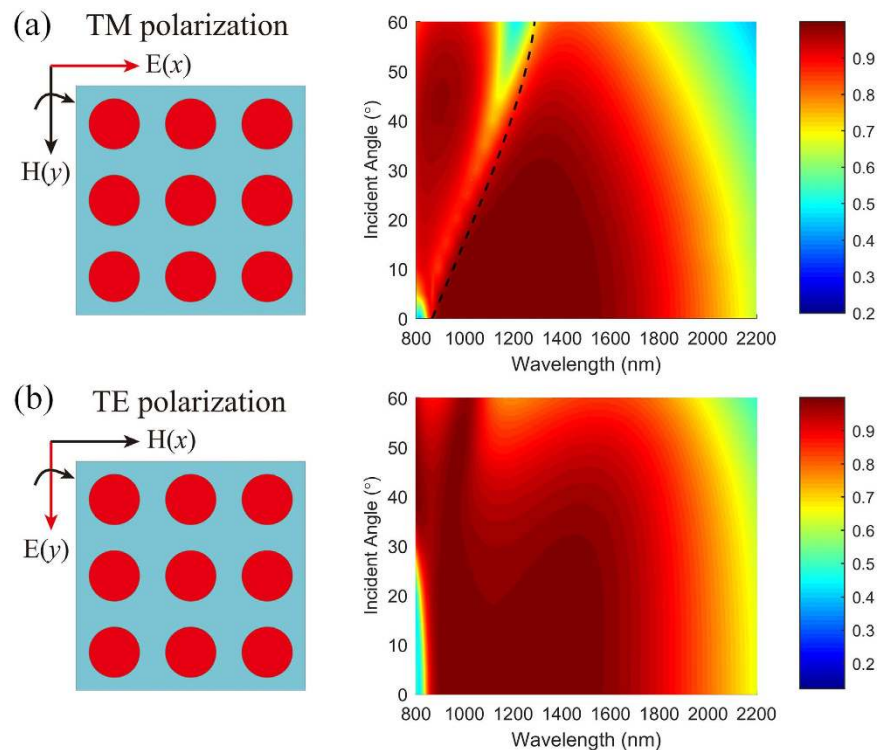 (a) TM polarization
E(x)
H(y)
60
50
40
30
20
10
0
Incident Angle (°)
800 1000 1200 1400 1600 1800 2000 2200
Wavelength (nm)
0.9
0.8
0.7
0.6
0.5
0.4
0.3
0.2
(b) TE polarization
H(x)
E(y)
60
50
40
30
20
10
0
Incident Angle (°)
800 1000 1200 1400 1600 1800 2000 2200
Wavelength (nm)
0.9
0.8
0.7
0.6
0.5
0.4
0.3
0.2